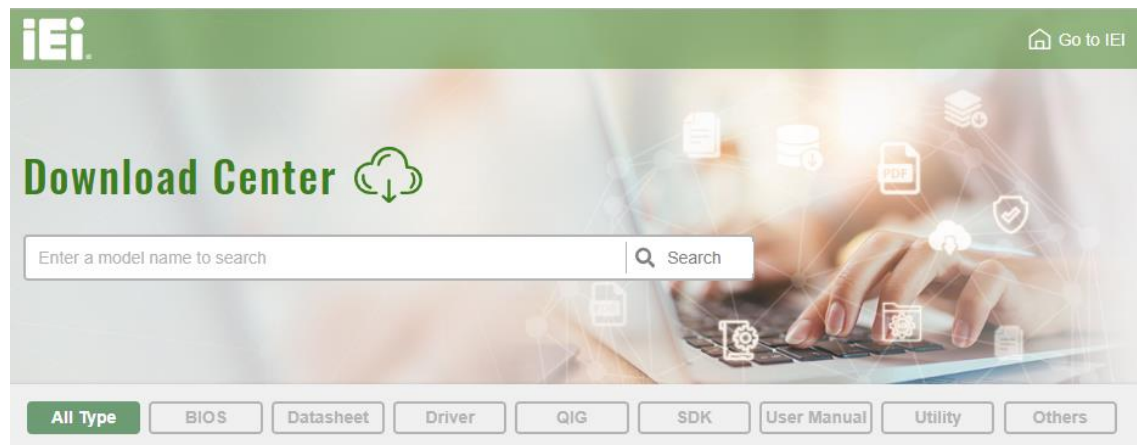 iEi.
Go to IEI
Download Center
Enter a model name to search
Search
PDF
All Type BIOS Datasheet Driver QIG SDK User Manual Utility Others